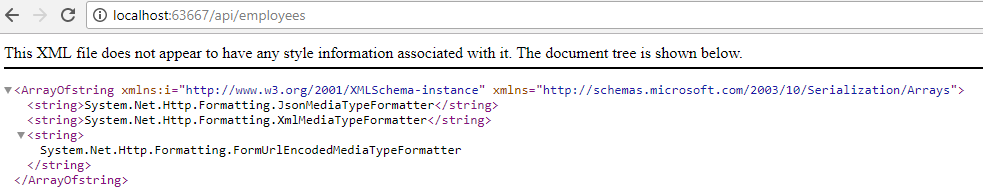 localhost:63667/api/employees
This XML file does not appear to have any style information associated with it. The document tree is shown below.
<ArrayOfstring xmlns:i="http://www.w3.org/2001/XMLSchema-instance" xmlns="http://schemas.microsoft.com/2003/10/Serialization/Arrays">
<string>System.Net.Http.Formatting.JsonMediaTypeFormatter</string>
<string>System.Net.Http.Formatting.XmlMediaTypeFormatter</string>
<string>
System.Net.Http.Formatting.FormUrlEncodedMediaTypeFormatter
</string>
</ArrayOfstring>